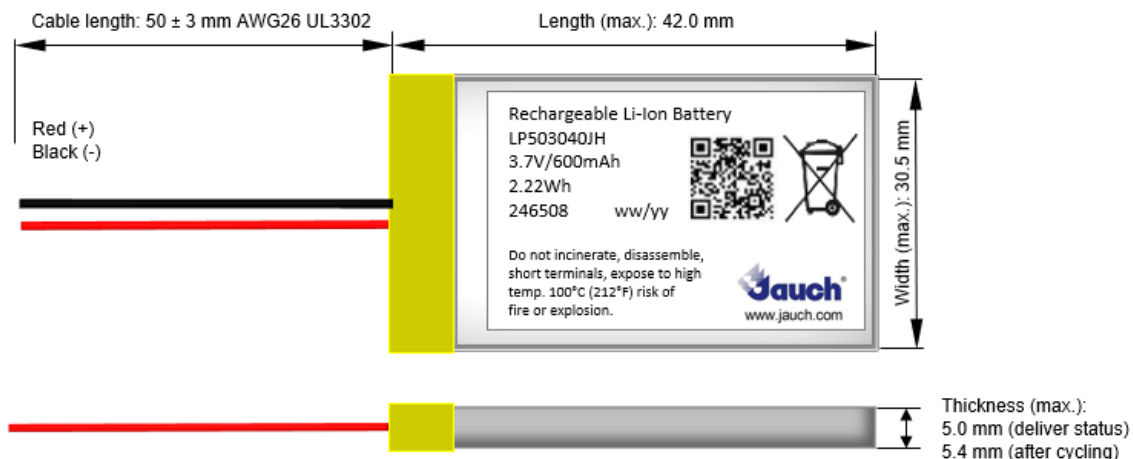 Cable length: 50 ± 3 mm AWG26 UL3302
Length (max.): 42.0 mm
Red (+)
Black (-)
Rechargeable Li-Ion Battery
LP503040JH
3.7V/600mAh
2.22Wh
246508 ww/yy
Do not incinerate, disassemble,
short terminals, expose to high
temp. 100°C (212°F) risk of
fire or explosion.
Jauch®
www.jauch.com
Width (max.): 30.5 mm
Thickness (max.):
5.0 mm (deliver status)
5.4 mm (after cycling)